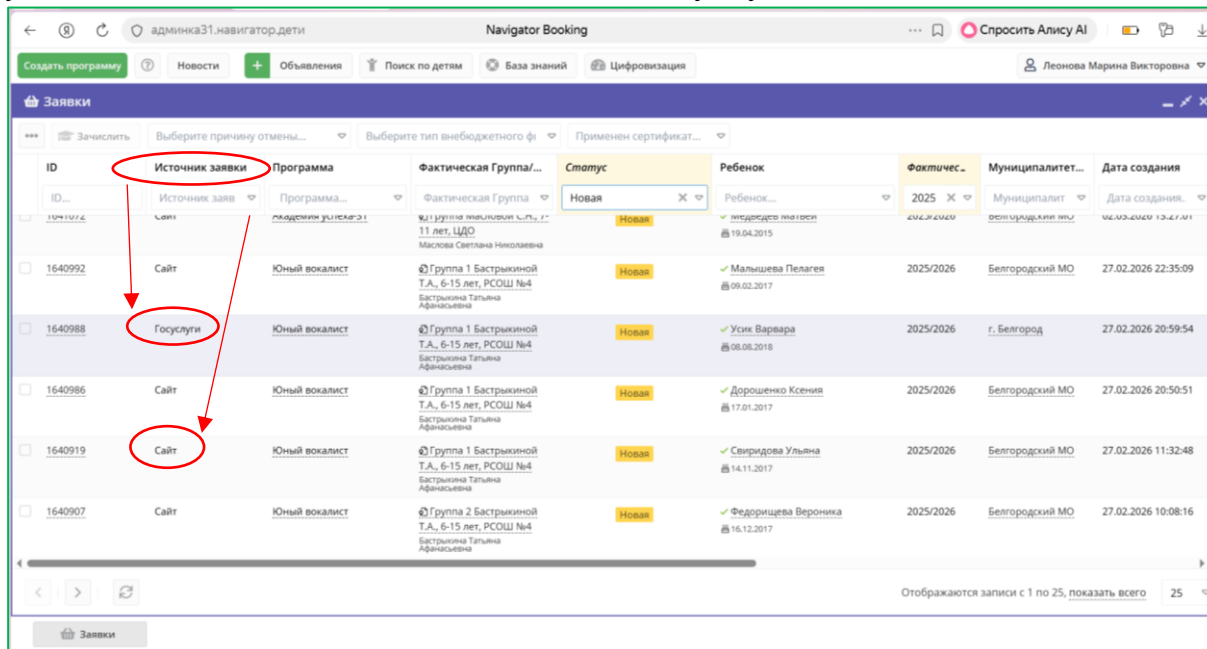 админка31.навигатор.дети Navigator Booking Спросить Алису AI
Создать программу Новости + Объявления Поиск по детям База знаний Цифровизация Леонова Марина Викторовна
Заявки
Зачислить Выберите причину отмены... Выберите тип внебюджетного фи Применен сертификат...
ID Источник заявки Программа Фактическая Группа/... Статус Ребенок Фактичес... Муниципалитет... Дата создания
ID... Источник заяв Программа... Фактическая Группа Новая Ребенок... 2025 Муниципалит Дата создания.
1641072 Сайт Академия успеха-31 Группа Масловой С.Н., 7- Новая Медведев Матвей 2025/2026 Белгородский МО 02.03.2026 13:27:01
11 лет, ЦДО 19.04.2015
Маслова Светлана Николаевна
1640992 Сайт Юный вокалист Группа 1 Бастрыкиной Новая Малышева Пелагея 2025/2026 Белгородский МО 27.02.2026 22:35:09
Т.А., 6-15 лет, РСОШ №4 09.02.2017
Бастрыкина Татьяна
Афанасьевна
1640988 Госуслуги Юный вокалист Группа 1 Бастрыкиной Новая Усик Варвара 2025/2026 г. Белгород 27.02.2026 20:59:54
Т.А., 6-15 лет, РСОШ №4 08.08.2018
Бастрыкина Татьяна
Афанасьевна
1640986 Сайт Юный вокалист Группа 1 Бастрыкиной Новая Дорошенко Ксения 2025/2026 Белгородский МО 27.02.2026 20:50:51
Т.А., 6-15 лет, РСОШ №4 17.01.2017
Бастрыкина Татьяна
Афанасьевна
1640919 Сайт Юный вокалист Группа 1 Бастрыкиной Новая Свиридова Ульяна 2025/2026 Белгородский МО 27.02.2026 11:32:48
Т.А., 6-15 лет, РСОШ №4 14.11.2017
Бастрыкина Татьяна
Афанасьевна
1640907 Сайт Юный вокалист Группа 2 Бастрыкиной Новая Федорищева Вероника 2025/2026 Белгородский МО 27.02.2026 10:08:16
Т.А., 6-15 лет, РСОШ №4 16.12.2017
Бастрыкина Татьяна
Афанасьевна
Отображаются записи с 1 по 25, показать всего 25
Заявки